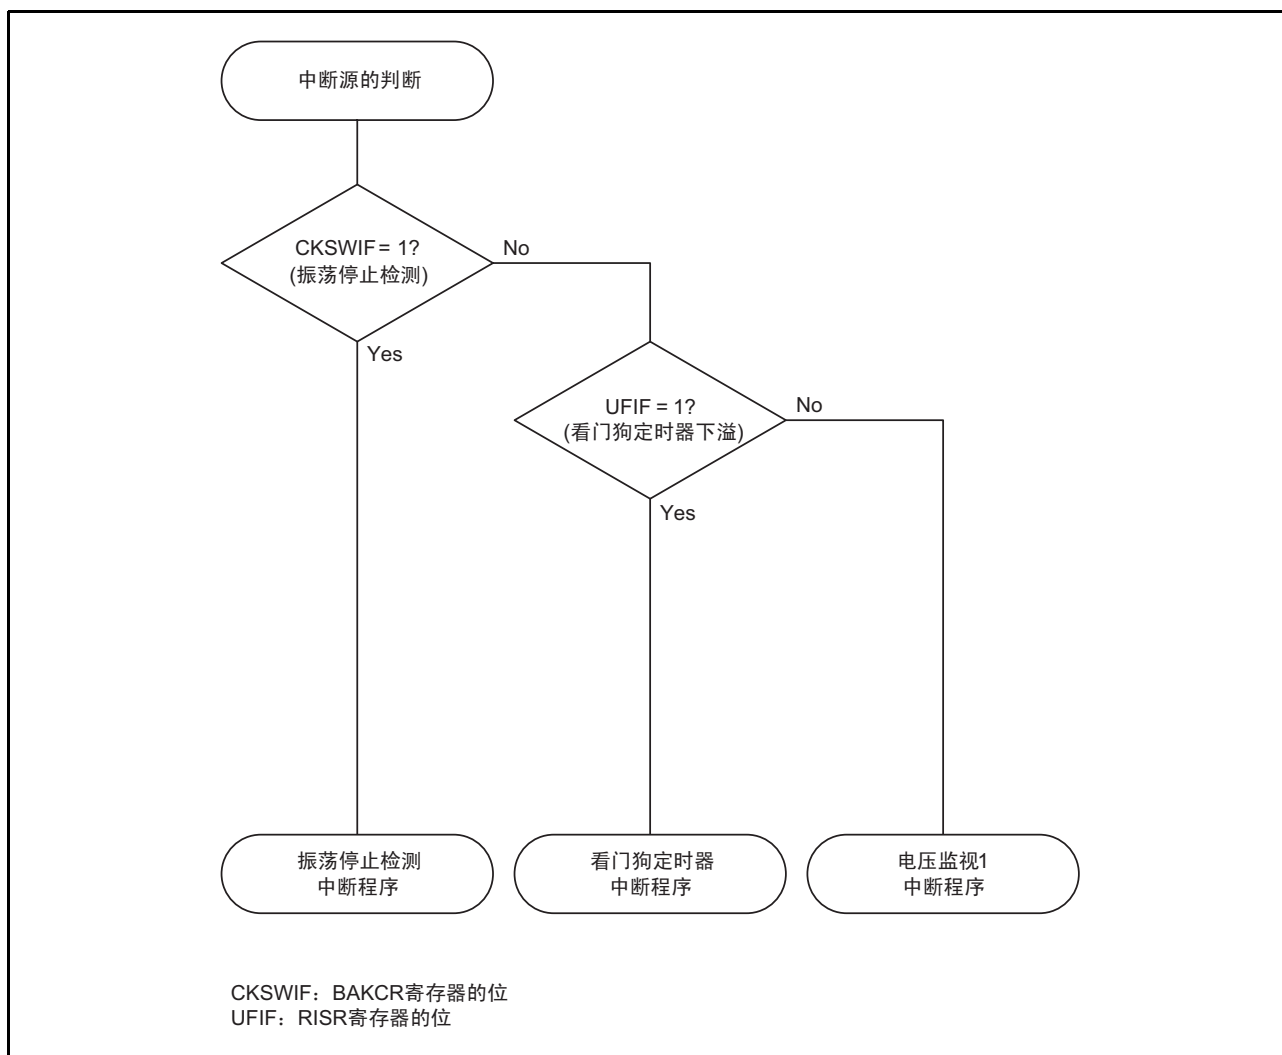 中断源的判断
CKSWIF = 1?
(振荡停止检测)
No
Yes
UFIF = 1?
(看门狗定时器下溢)
No
Yes
振荡停止检测
中断程序
看门狗定时器
中断程序
电压监视1
中断程序
CKSWIF：BAKCR寄存器的位
UFIF：RISR寄存器的位